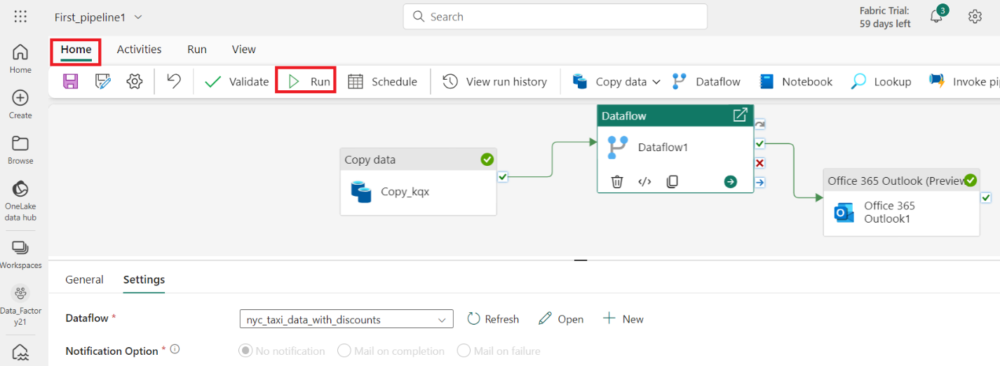 First_pipeline1
Search
Fabric Trial:
59 days left
3
Home
Activities
Run
View
Validate
Run
Schedule
View run history
Copy data
Dataflow
Notebook
Lookup
Invoke pi
Home
Create
Browse
OneLake
data hub
Workspaces
Data_Factor
y21
Copy data
Copy_kqx
Dataflow
Dataflow1
Office 365 Outlook (Preview
Office 365
Outlook1
General
Settings
Dataflow *
nyc_taxi_data_with_discounts
Refresh
Open
New
Notification Option *
No notification
Mail on completion
Mail on failure